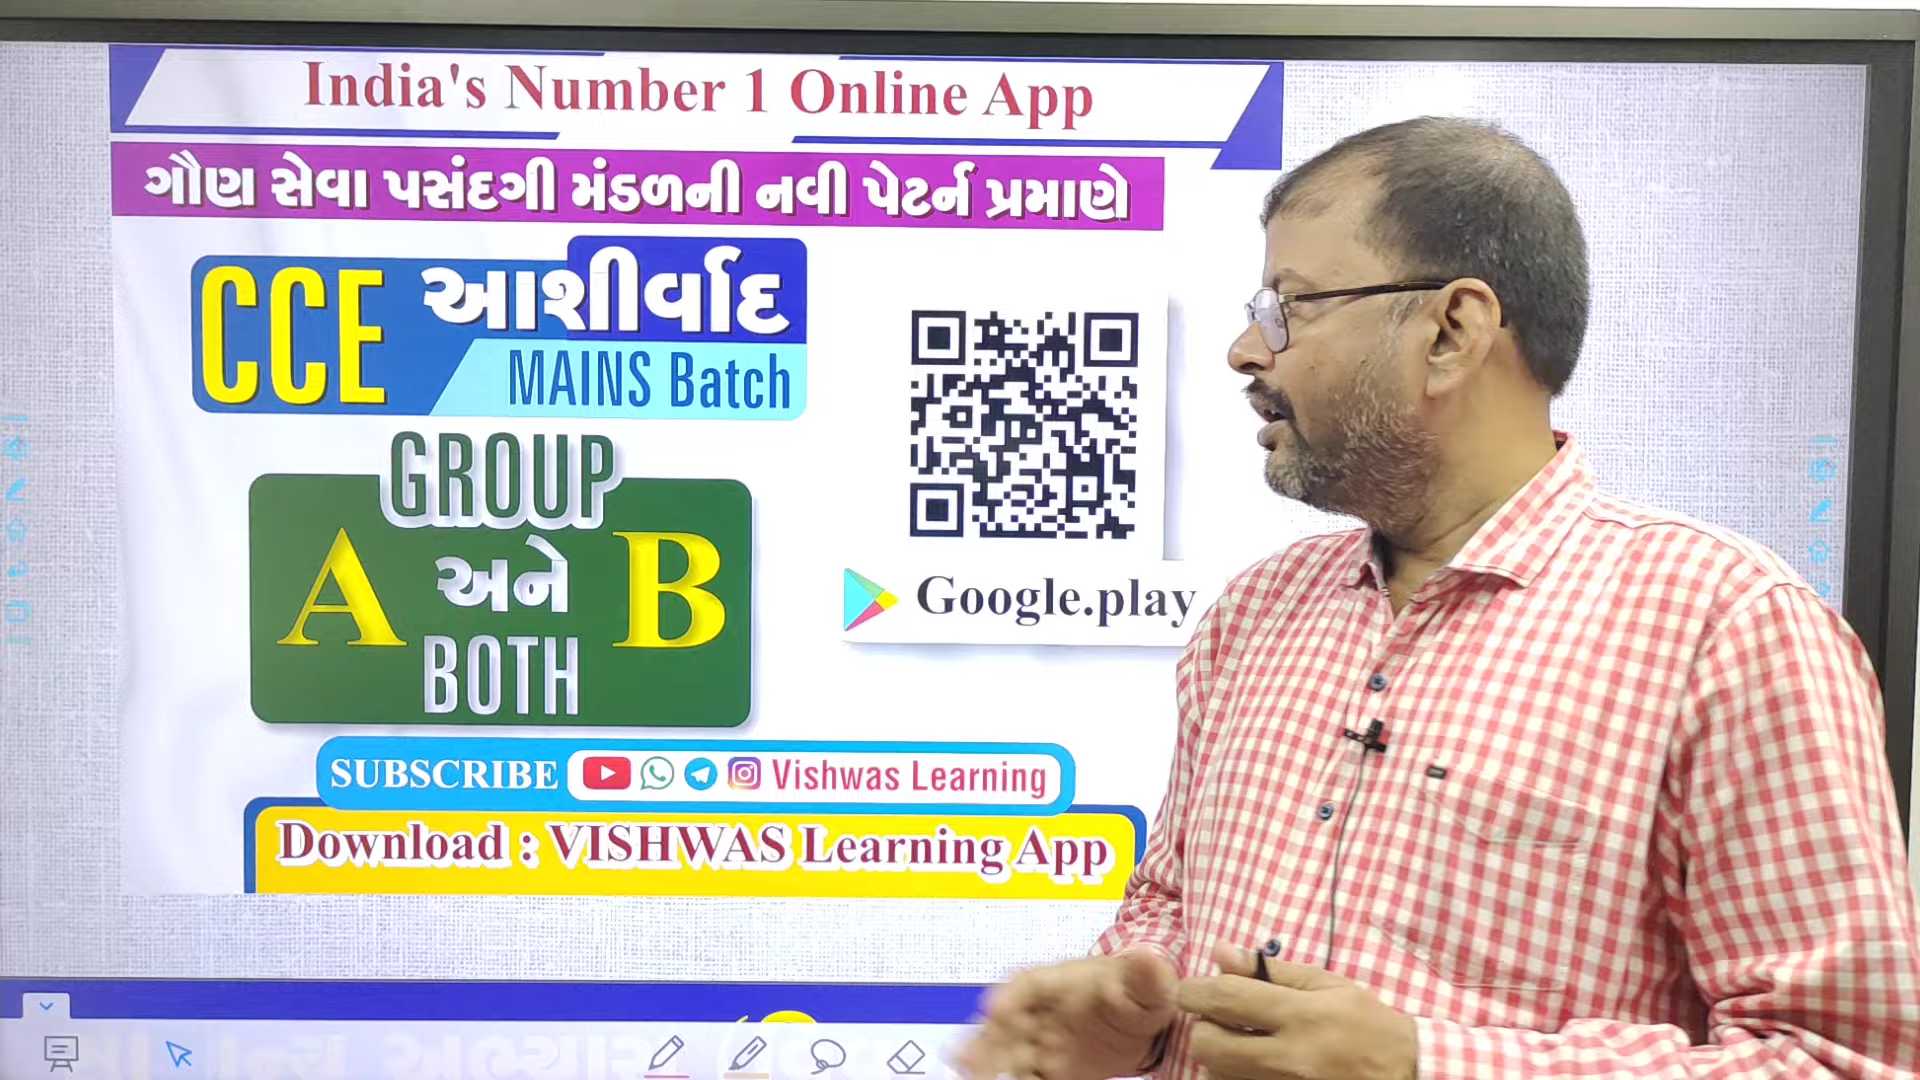 India's Number 1 Online App
ગૌણ સેવા પસંદગી મંડળની નવી પેટર્ન પ્રમાણે
CCE આશીર્વાદ
MAINS Batch
GROUP
A અને B
BOTH
Google.play
SUBSCRIBE Vishwas Learning
Download : VISHWAS Learning App